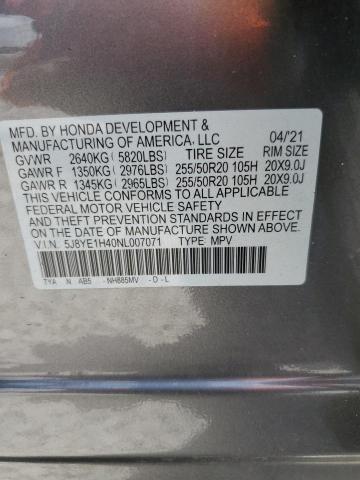 MFD. BY HONDA DEVELOPMENT & 04/'21
MANUFACTURING OF AMERICA, LLC
GVWR 2640KG(5820LBS) TIRE SIZE RIM SIZE
GAWR F 1350KG(2976LBS) 255/50R20 105H 20X9.0J
GAWR R 1345KG(2965LBS) 255/50R20 105H 20X9.0J
THIS VEHICLE CONFORMS TO ALL APPLICABLE
FEDERAL MOTOR VEHICLE SAFETY
AND THEFT PREVENTION STANDARDS IN EFFECT
ON THE DATE OF MANUFACTURE SHOWN ABOVE.
V.I.N. 5J8YE1H40NL007071 TYPE: MPV
TYA N AB5 -NH885MV -D-L